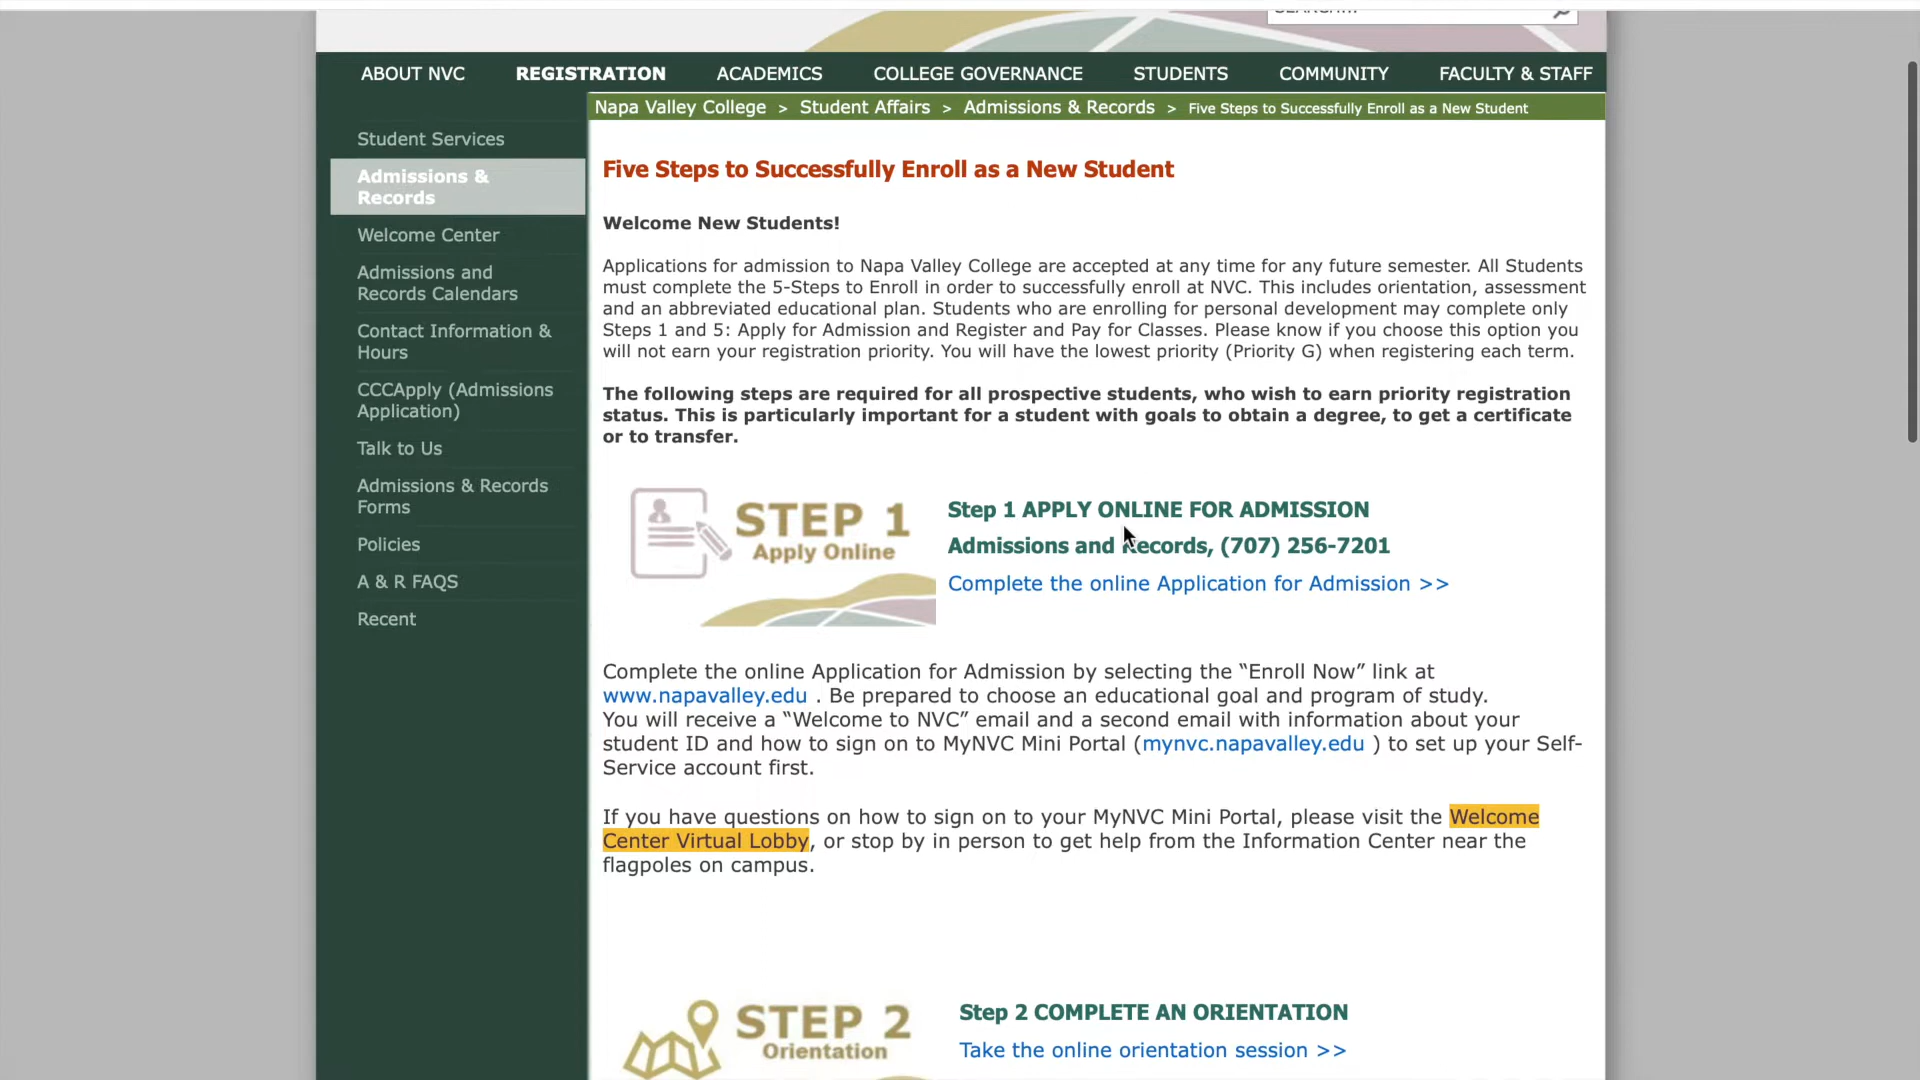 ABOUT NVC REGISTRATION ACADEMICS COLLEGE GOVERNANCE STUDENTS COMMUNITY FACULTY & STAFF
Napa Valley College > Student Affairs > Admissions & Records > Five Steps to Successfully Enroll as a New Student
Student Services
Admissions &
Records
Welcome Center
Admissions and
Records Calendars
Contact Information &
Hours
CCCApply (Admissions
Application)
Talk to Us
Admissions & Records
Forms
Policies
A & R FAQS
Recent
Five Steps to Successfully Enroll as a New Student
Welcome New Students!
Applications for admission to Napa Valley College are accepted at any time for any future semester. All Students
must complete the 5-Steps to Enroll in order to successfully enroll at NVC. This includes orientation, assessment
and an abbreviated educational plan. Students who are enrolling for personal development may complete only
Steps 1 and 5: Apply for Admission and Register and Pay for Classes. Please know if you choose this option you
will not earn your registration priority. You will have the lowest priority (Priority G) when registering each term.
The following steps are required for all prospective students, who wish to earn priority registration
status. This is particularly important for a student with goals to obtain a degree, to get a certificate
or to transfer.
STEP 1
Apply Online
Step 1 APPLY ONLINE FOR ADMISSION
Admissions and Records, (707) 256-7201
Complete the online Application for Admission >>
Complete the online Application for Admission by selecting the “Enroll Now” link at
www.napavalley.edu . Be prepared to choose an educational goal and program of study.
You will receive a “Welcome to NVC” email and a second email with information about your
student ID and how to sign on to MyNVC Mini Portal (mynvc.napavalley.edu ) to set up your Self-
Service account first.
If you have questions on how to sign on to your MyNVC Mini Portal, please visit the Welcome
Center Virtual Lobby, or stop by in person to get help from the Information Center near the
flagpoles on campus.
STEP 2
Orientation
Step 2 COMPLETE AN ORIENTATION
Take the online orientation session >>